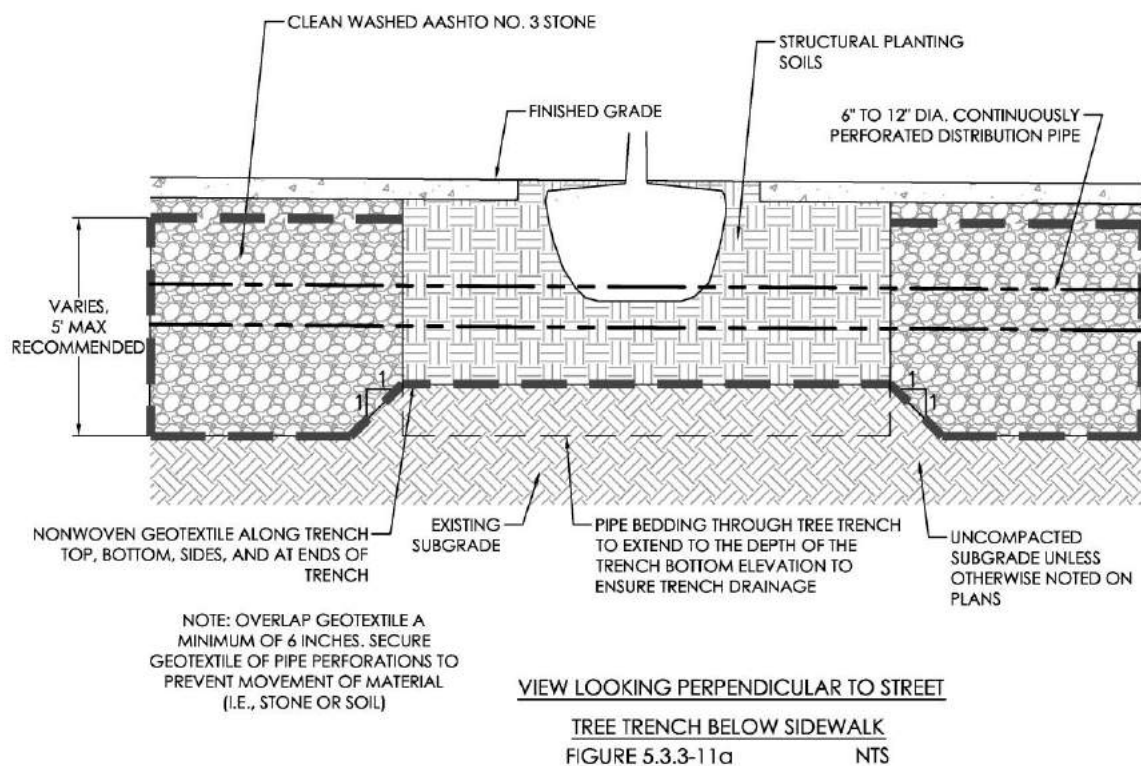 CLEAN WASHED AASHTO NO. 3 STONE
STRUCTURAL PLANTING
SOILS
FINISHED GRADE
6" TO 12" DIA. CONTINUOUSLY
PERFORATED DISTRIBUTION PIPE
VARIES,
5' MAX
RECOMMENDED
1
1
1
1
NONWOVEN GEOTEXTILE ALONG TRENCH
TOP, BOTTOM, SIDES, AND AT ENDS OF
TRENCH
EXISTING
SUBGRADE
PIPE BEDDING THROUGH TREE TRENCH
TO EXTEND TO THE DEPTH OF THE
TRENCH BOTTOM ELEVATION TO
ENSURE TRENCH DRAINAGE
UNCOMPACTED
SUBGRADE UNLESS
OTHERWISE NOTED ON
PLANS
NOTE: OVERLAP GEOTEXTILE A
MINIMUM OF 6 INCHES. SECURE
GEOTEXTILE OF PIPE PERFORATIONS TO
PREVENT MOVEMENT OF MATERIAL
(I.E., STONE OR SOIL)
VIEW LOOKING PERPENDICULAR TO STREET
TREE TRENCH BELOW SIDEWALK
FIGURE 5.3.3-11a NTS